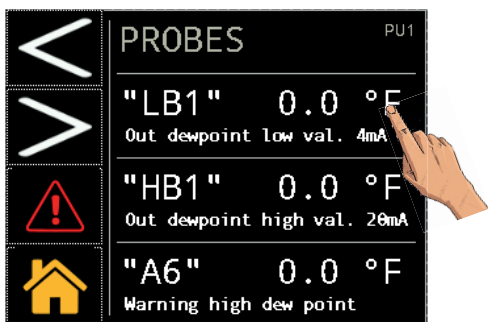 PROBES PU1
"LB1" 0.0 °F
Out dewpoint low val. 4mA
"HB1" 0.0 °F
Out dewpoint high val. 20mA
"A6" 0.0 °F
Warning high dew point